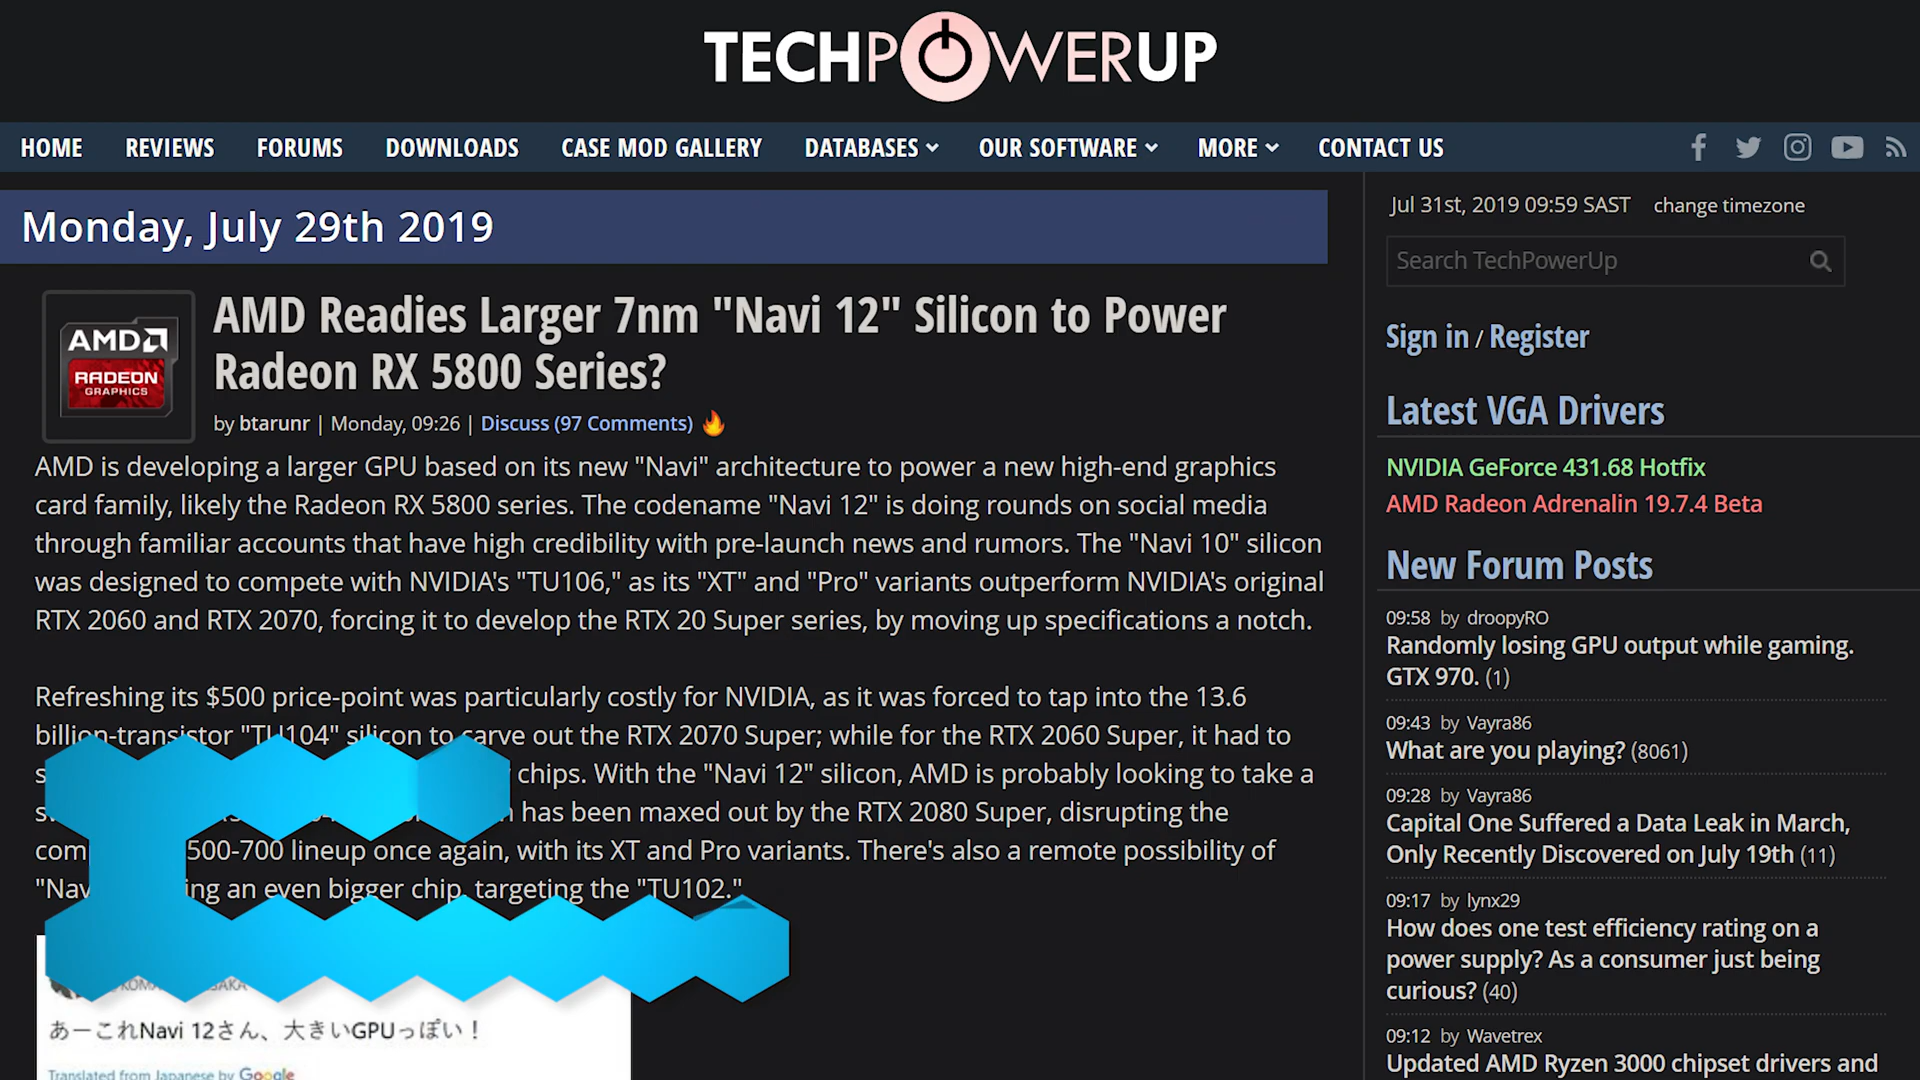 TECHPOWERUP
HOME REVIEWS FORUMS DOWNLOADS CASE MOD GALLERY DATABASES OUR SOFTWARE MORE CONTACT US
Monday, July 29th 2019
AMD
RADEON
GRAPHICS
AMD Readies Larger 7nm "Navi 12" Silicon to Power
Radeon RX 5800 Series?
by btarunr | Monday, 09:26 | Discuss (97 Comments)
AMD is developing a larger GPU based on its new "Navi" architecture to power a new high-end graphics
card family, likely the Radeon RX 5800 series. The codename "Navi 12" is doing rounds on social media
through familiar accounts that have high credibility with pre-launch news and rumors. The "Navi 10" silicon
was designed to compete with NVIDIA's "TU106," as its "XT" and "Pro" variants outperform NVIDIA's original
RTX 2060 and RTX 2070, forcing it to develop the RTX 20 Super series, by moving up specifications a notch.
Refreshing its $500 price-point was particularly costly for NVIDIA, as it was forced to tap into the 13.6
billion-transistor "TU104" silicon to carve out the RTX 2070 Super; while for the RTX 2060 Super, it had to
chips. With the "Navi 12" silicon, AMD is probably looking to take a
has been maxed out by the RTX 2080 Super, disrupting the
500-700 lineup once again, with its XT and Pro variants. There's also a remote possibility of
an even bigger chip, targeting the "TU102."
あーこれNavi 12さん、大きいGPUっぽい！
Translated from Japanese by Google
Jul 31st, 2019 09:59 SAST change timezone
Search TechPowerUp
Sign in / Register
Latest VGA Drivers
NVIDIA GeForce 431.68 Hotfix
AMD Radeon Adrenalin 19.7.4 Beta
New Forum Posts
09:58 by droopyRO
Randomly losing GPU output while gaming.
GTX 970. (1)
09:43 by Vayra86
What are you playing? (8061)
09:28 by Vayra86
Capital One Suffered a Data Leak in March,
Only Recently Discovered on July 19th (11)
09:17 by lynx29
How does one test efficiency rating on a
power supply? As a consumer just being
curious? (40)
09:12 by Wavetrex
Updated AMD Ryzen 3000 chipset drivers and